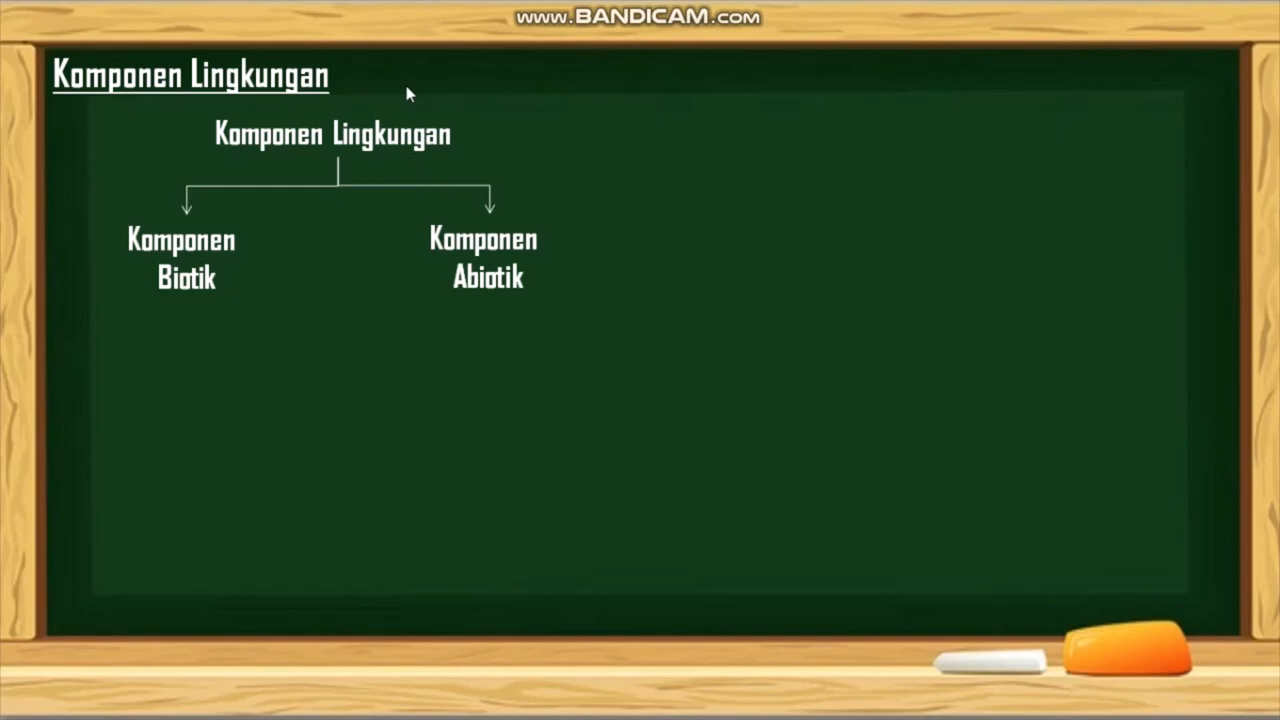 www.BANDICAM.com
Komponen Lingkungan
Komponen Lingkungan
Komponen
Biotik
Komponen
Abiotik